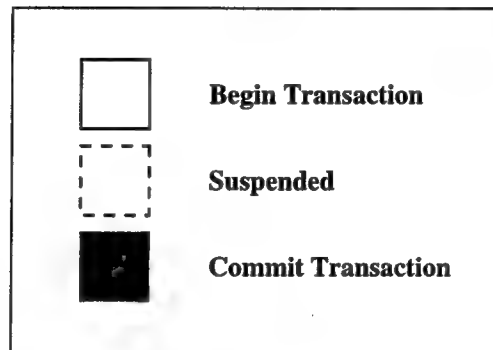 Begin Transaction
Suspended
Commit Transaction